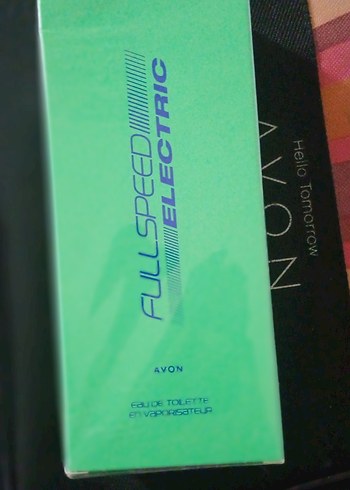 FULLSPEED
ELECTRIC
AVON
EAU DE TOILETTE
EN VAPORISATEUR
AVON
Hello Tomorrow